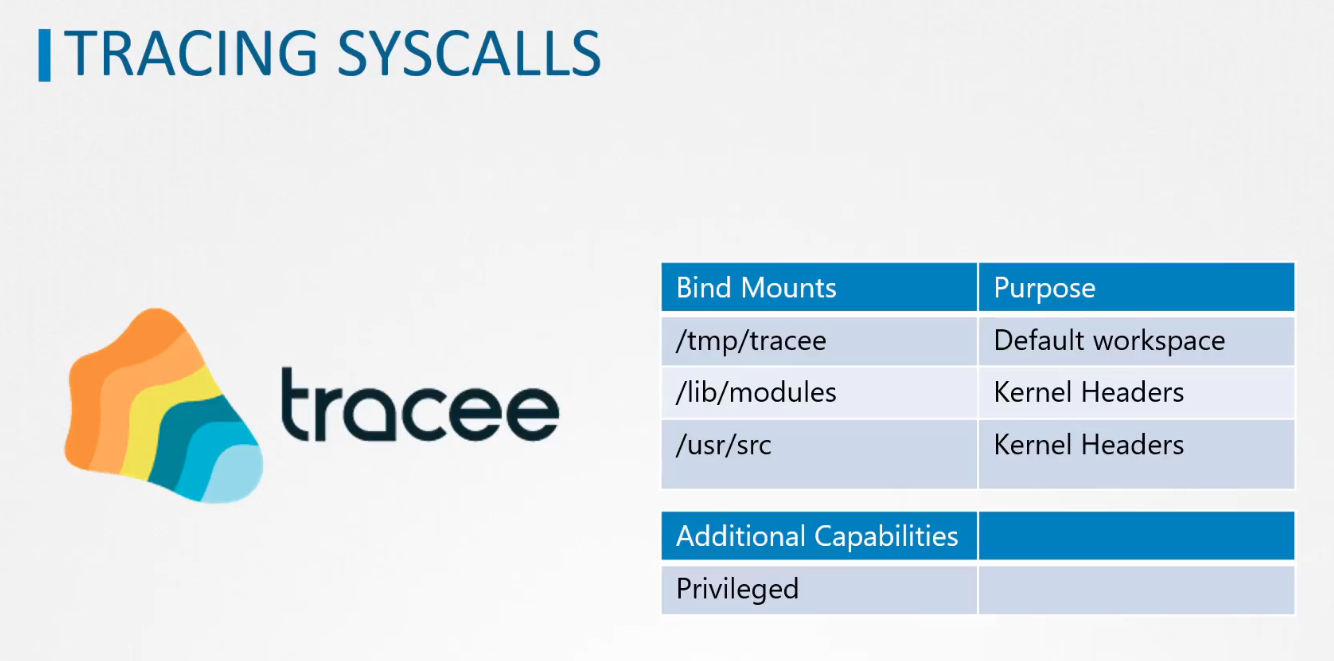 TRACING SYSCALLS
tracee
Bind Mounts Purpose
/tmp/tracee Default workspace
/lib/modules Kernel Headers
/usr/src Kernel Headers
Additional Capabilities
Privileged